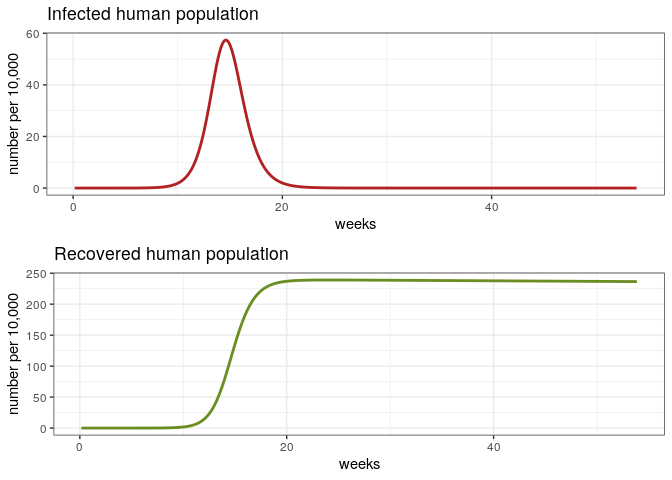 Infected human population
number per 10,000
60
40
20
0
0 20 40
weeks
Recovered human population
number per 10,000
250
200
150
100
50
0
0 20 40
weeks